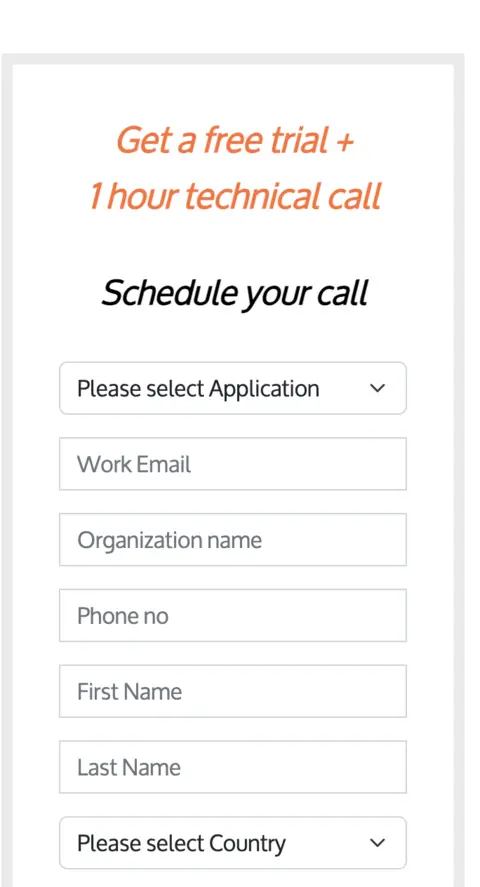 Get a free trial +
1 hour technical call
Schedule your call
Please select Application
Work Email
Organization name
Phone no
First Name
Last Name
Please select Country